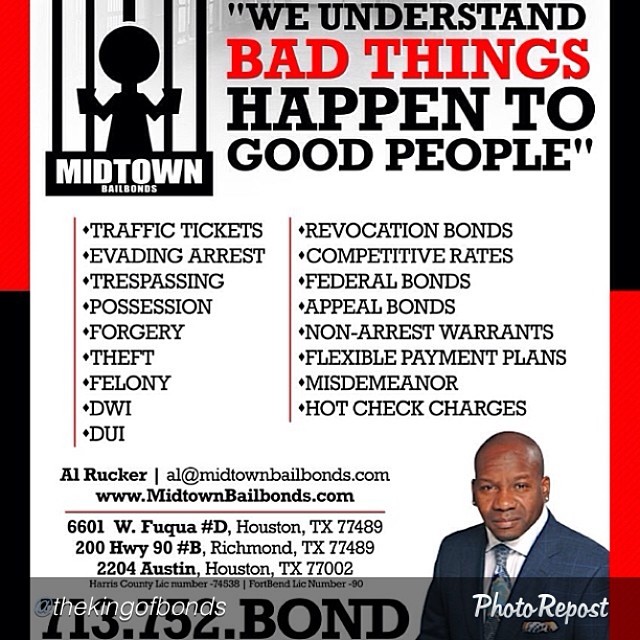 "WE UNDERSTAND
BAD THINGS
HAPPEN TO
GOOD PEOPLE"
MIDTOWN
BAILBONDS
♦TRAFFIC TICKETS
♦EVADING ARREST
♦TRESPASSING
♦POSSESSION
♦FORGERY
♦THEFT
♦FELONY
♦DWI
♦DUI
♦REVOCATION BONDS
♦COMPETITIVE RATES
♦FEDERAL BONDS
♦APPEAL BONDS
♦NON-ARREST WARRANTS
♦FLEXIBLE PAYMENT PLANS
♦MISDEMEANOR
♦HOT CHECK CHARGES
Al Rucker | al@midtownbailbonds.com
www.MidtownBailbonds.com
6601 W. Fuqua #D, Houston, TX 77489
200 Hwy 90 #B, Richmond, TX 77489
2204 Austin, Houston, TX 77002
Harris County Lic number -74538 | FortBend Lic Number -90
@thekingofbonds
PhotoRepost
713.752.BOND